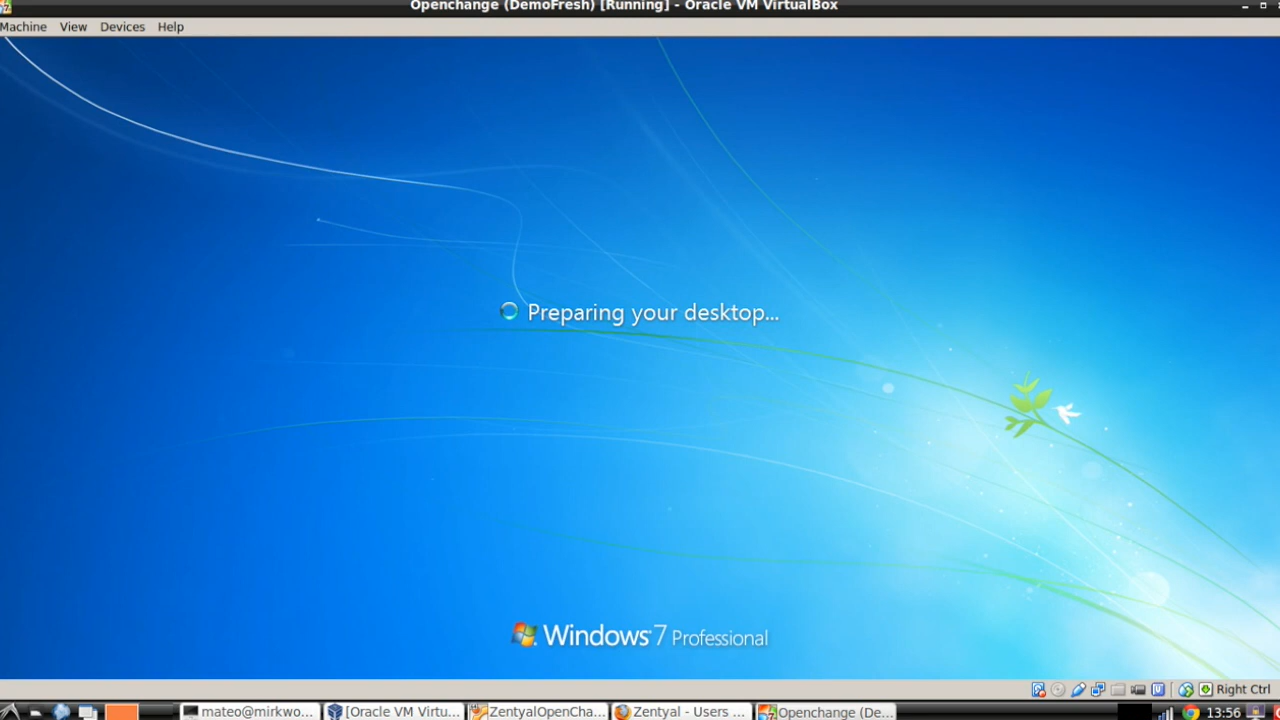 Openchange (DemoFresh) [Running] - Oracle VM VirtualBox
Machine View Devices Help
Preparing your desktop...
Windows 7 Professional
Right Ctrl
mateo@mirkwo... [Oracle VM Virtu... ZentyalOpenCha... Zentyal - Users ... Openchange (De... 13:56